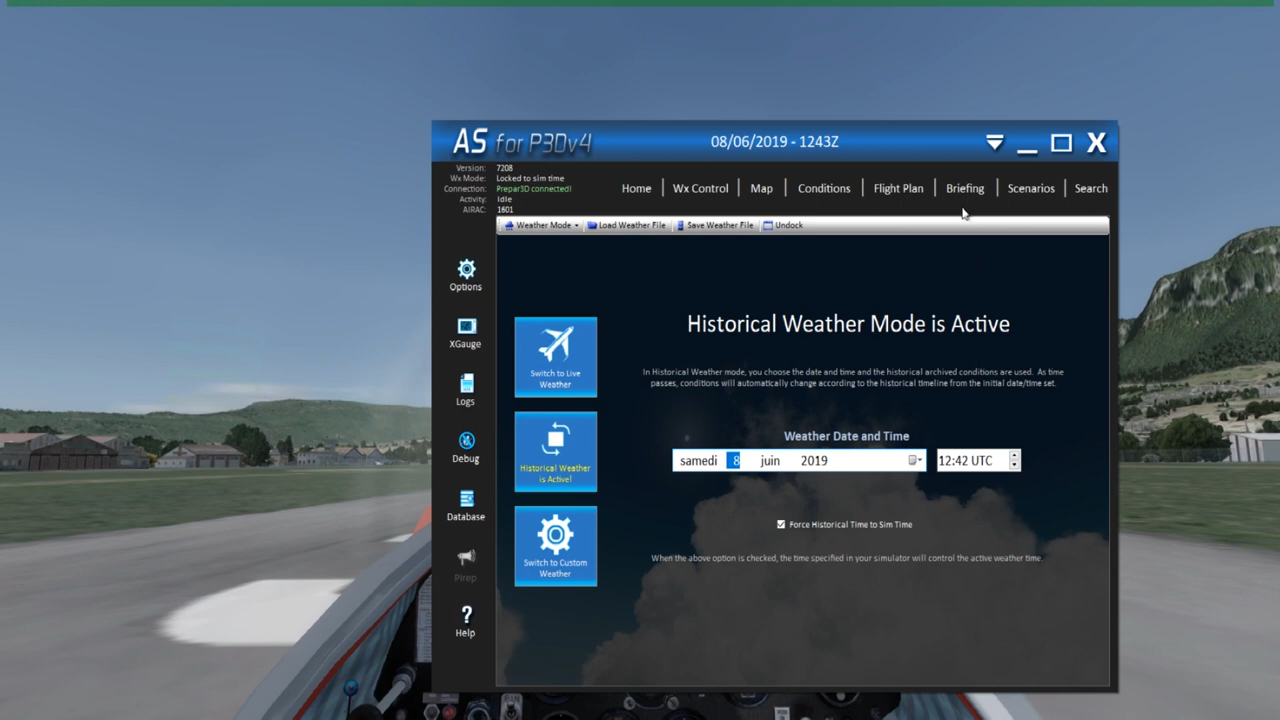 AS for P3Dv4
08/06/2019 - 1243Z
X
Version: 7208
Wx Mode: Locked to sim time
Connection: Prepar3D connected!
Activity: Idle
AIRAC: 1601
Home
Wx Control
Map
Conditions
Flight Plan
Briefing
Scenarios
Search
Weather Mode
Load Weather File
Save Weather File
Undock
Options
XGauge
Logs
Debug
Database
Pirep
?
Help
Switch to Live
Weather
Historical Weather
is Active!
Switch to Custom
Weather
Historical Weather Mode is Active
In Historical Weather mode, you choose the date and time and the historical archived conditions are used. As time
passes, conditions will automatically change according to the historical timeline from the initial date/time set.
Weather Date and Time
samedi 8 juin 2019
12:42 UTC
Force Historical Time to Sim Time
When the above option is checked, the time specified in your simulator will control the active weather time.